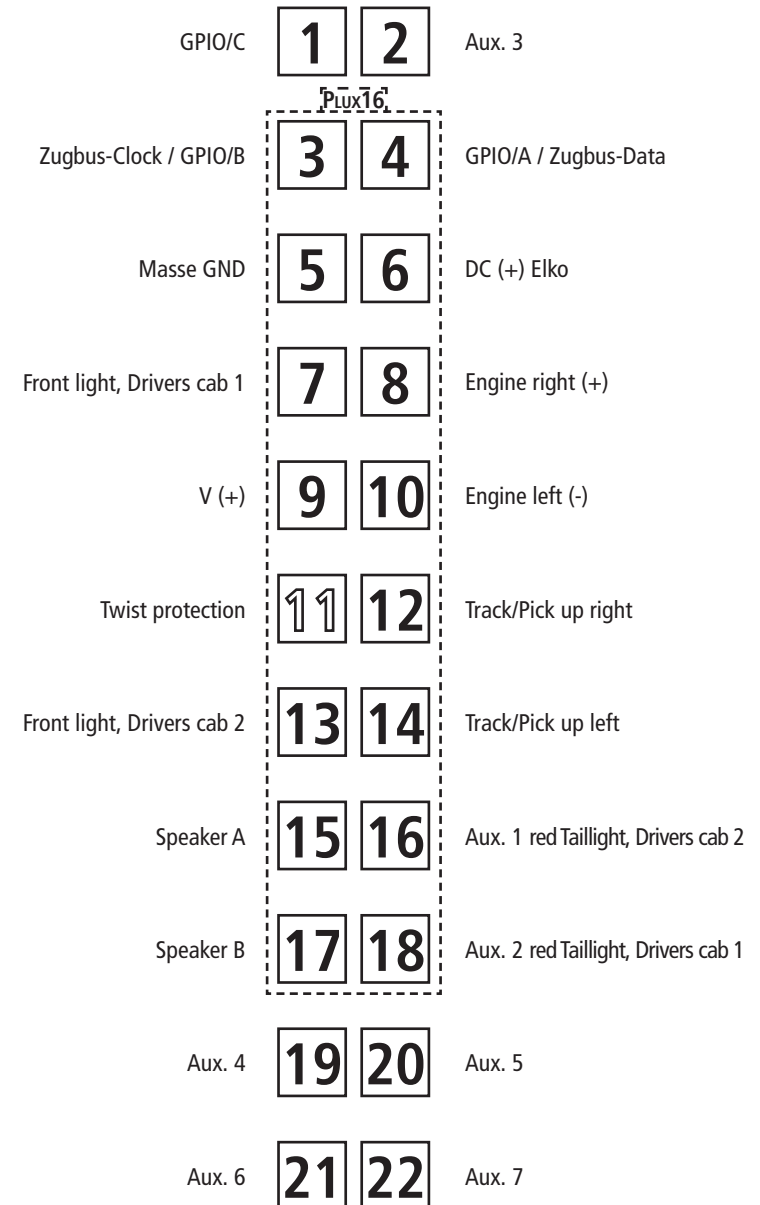 GPIO/C 1 2 Aux. 3
PLUX16
Zugbus-Clock / GPIO/B 3 4 GPIO/A / Zugbus-Data
Masse GND 5 6 DC (+) Elko
Front light, Drivers cab 1 7 8 Engine right (+)
V (+) 9 10 Engine left (-)
Twist protection 11 12 Track/Pick up right
Front light, Drivers cab 2 13 14 Track/Pick up left
Speaker A 15 16 Aux. 1 red Taillight, Drivers cab 2
Speaker B 17 18 Aux. 2 red Taillight, Drivers cab 1
Aux. 4 19 20 Aux. 5
Aux. 6 21 22 Aux. 7